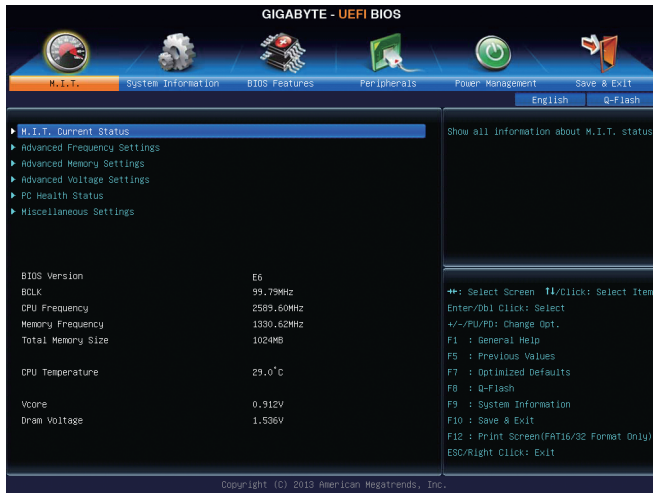 GIGABYTE - UEFI BIOS
M.I.T. System Information BIOS Features Peripherals Power Management Save & Exit
English Q-Flash
M.I.T. Current Status
Advanced Frequency Settings
Advanced Memory Settings
Advanced Voltage Settings
PC Health Status
Miscellaneous Settings
BIOS Version E6
BCLK 99.79MHz
CPU Frequency 2589.60MHz
Memory Frequency 1330.62MHz
Total Memory Size 1024MB
CPU Temperature 29.0°C
Vcore 0.912V
Dram Voltage 1.536V
Show all information about M.I.T. status
→←: Select Screen ↑↓/Click: Select Item
Enter/Dbl Click: Select
+/-/PU/PD: Change Opt.
F1 : General Help
F5 : Previous Values
F7 : Optimized Defaults
F8 : Q-Flash
F9 : System Information
F10 : Save & Exit
F12 : Print Screen(FAT16/32 Format Only)
ESC/Right Click: Exit
Copyright (C) 2013 American Megatrends, Inc.